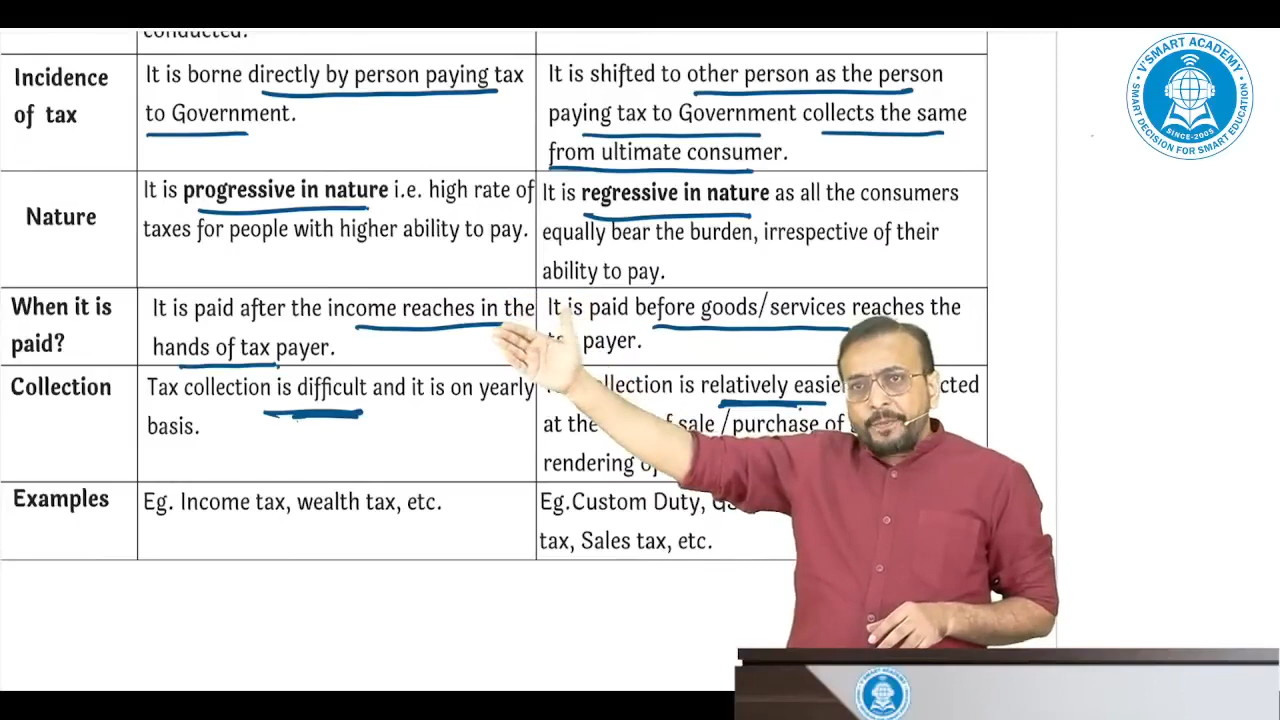 conducted.
Incidence
of tax
It is borne directly by person paying tax
to Government.
It is shifted to other person as the person
paying tax to Government collects the same
from ultimate consumer.
Nature
It is progressive in nature i.e. high rate of
taxes for people with higher ability to pay.
It is regressive in nature as all the consumers
equally bear the burden, irrespective of their
ability to pay.
When it is
paid?
It is paid after the income reaches in the
hands of tax payer.
It is paid before goods/services reaches the
payer.
Collection
Tax collection is difficult and it is on yearly
basis.
collection is relatively easier
at the sale /purchase of
rendering
Examples
Eg. Income tax, wealth tax, etc.
Eg.Custom Duty,
tax, Sales tax, etc.
V'SMART ACADEMY
SINCE-2005
SMART DECISION FOR SMART EDUCATION